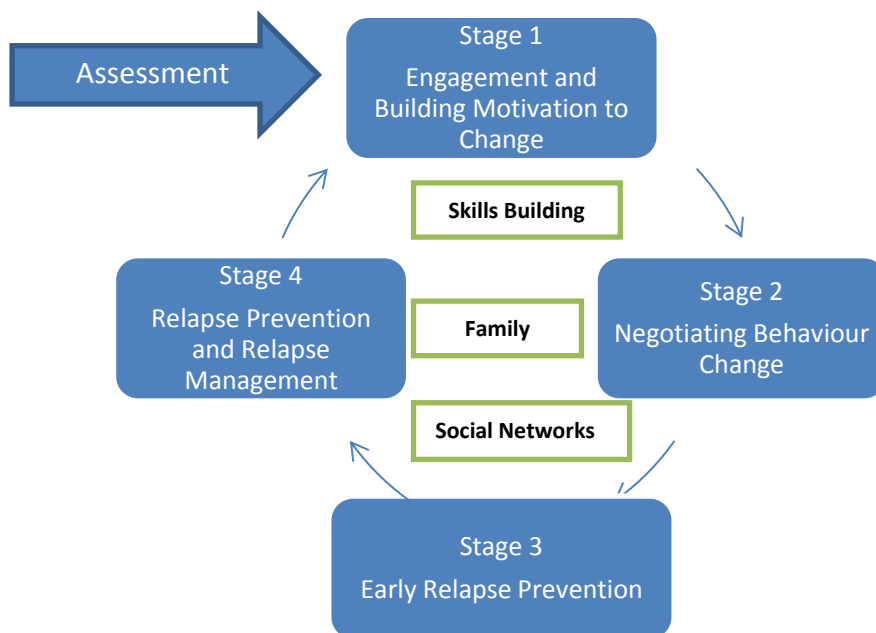 Assessment
Stage 1
Engagement and
Building Motivation to
Change
Skills Building
Stage 4
Relapse Prevention
and Relapse
Management
Family
Stage 2
Negotiating Behaviour
Change
Social Networks
Stage 3
Early Relapse Prevention